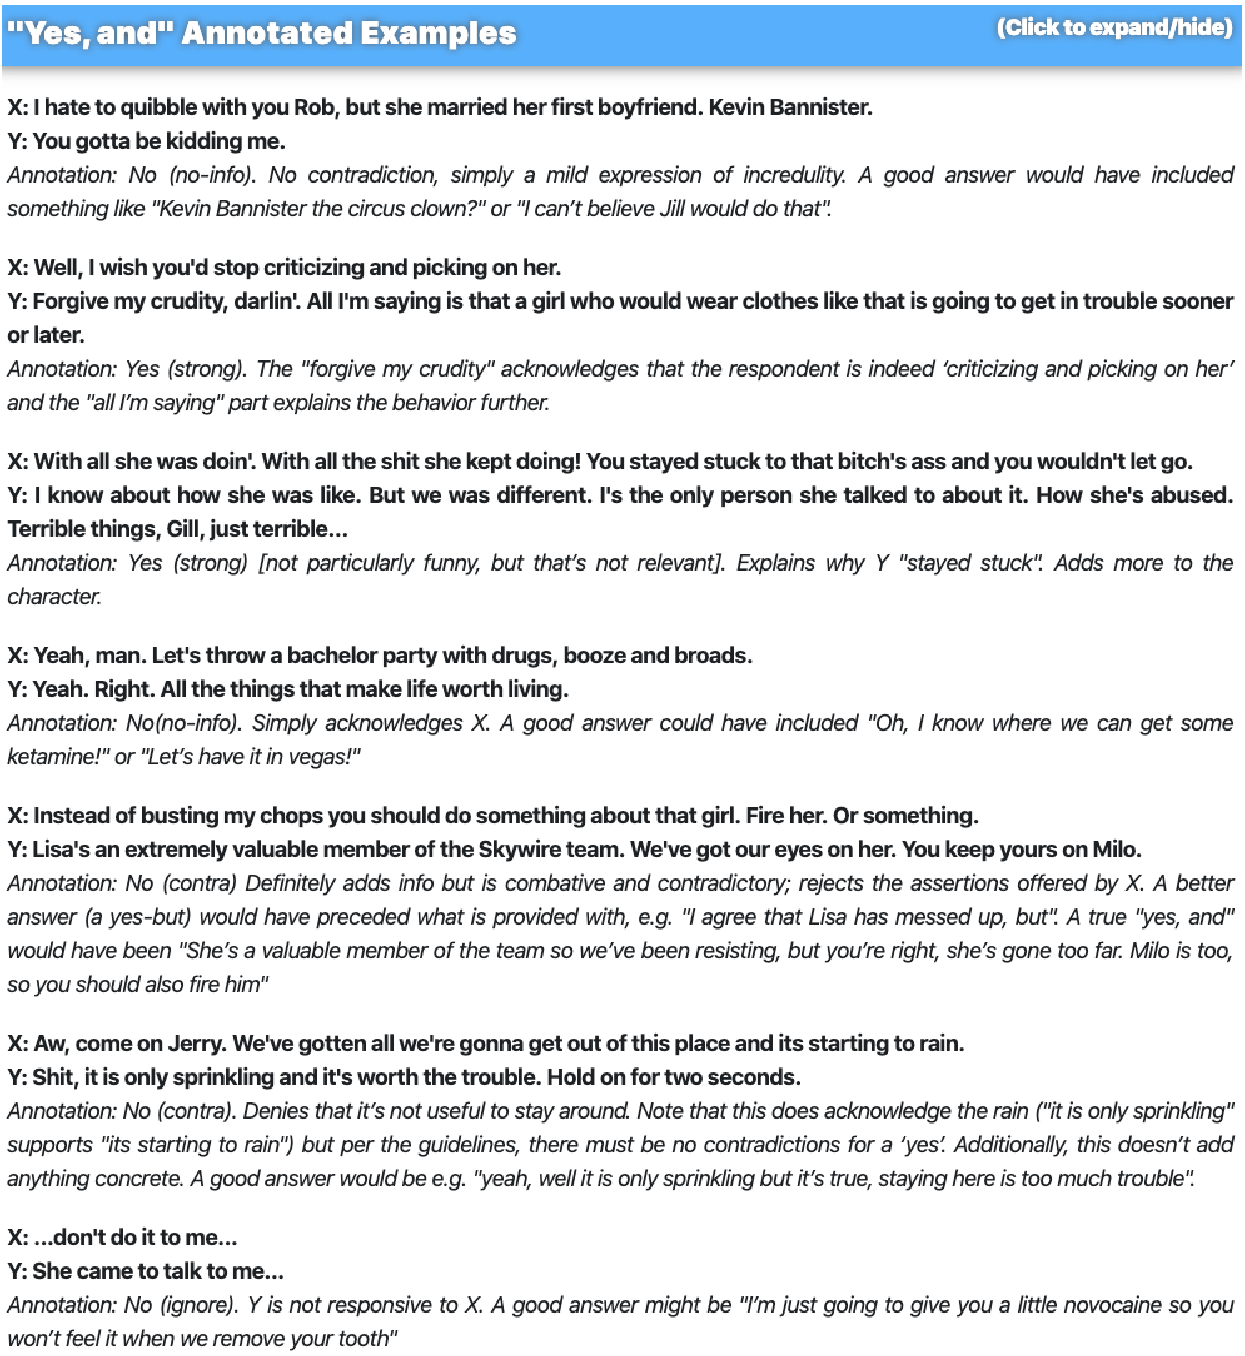 "Yes, and" Annotated Examples
(Click to expand/hide)
X: I hate to quibble with you Rob, but she married her first boyfriend. Kevin Bannister.
Y: You gotta be kidding me.
Annotation: No (no-info). No contradiction, simply a mild expression of incredulity. A good answer would have included
something like "Kevin Bannister the circus clown?" or "I can’t believe Jill would do that".
X: Well, I wish you'd stop criticizing and picking on her.
Y: Forgive my crudity, darlin'. All I'm saying is that a girl who would wear clothes like that is going to get in trouble sooner
or later.
Annotation: Yes (strong). The "forgive my crudity" acknowledges that the respondent is indeed ‘criticizing and picking on her’
and the "all I’m saying" part explains the behavior further.
X: With all she was doin'. With all the shit she kept doing! You stayed stuck to that bitch's ass and you wouldn't let go.
Y: I know about how she was like. But we was different. I's the only person she talked to about it. How she's abused.
Terrible things, Gill, just terrible...
Annotation: Yes (strong) [not particularly funny, but that’s not relevant]. Explains why Y "stayed stuck". Adds more to the
character.
X: Yeah, man. Let's throw a bachelor party with drugs, booze and broads.
Y: Yeah. Right. All the things that make life worth living.
Annotation: No(no-info). Simply acknowledges X. A good answer could have included "Oh, I know where we can get some
ketamine!" or "Let’s have it in vegas!"
X: Instead of busting my chops you should do something about that girl. Fire her. Or something.
Y: Lisa's an extremely valuable member of the Skywire team. We've got our eyes on her. You keep yours on Milo.
Annotation: No (contra) Definitely adds info but is combative and contradictory; rejects the assertions offered by X. A better
answer (a yes-but) would have preceded what is provided with, e.g. "I agree that Lisa has messed up, but". A true "yes, and"
would have been "She’s a valuable member of the team so we’ve been resisting, but you’re right, she’s gone too far. Milo is too,
so you should also fire him"
X: Aw, come on Jerry. We've gotten all we're gonna get out of this place and its starting to rain.
Y: Shit, it is only sprinkling and it's worth the trouble. Hold on for two seconds.
Annotation: No (contra). Denies that it’s not useful to stay around. Note that this does acknowledge the rain ("it is only sprinkling"
supports "its starting to rain") but per the guidelines, there must be no contradictions for a ‘yes’. Additionally, this doesn’t add
anything concrete. A good answer would be e.g. "yeah, well it is only sprinkling but it’s true, staying here is too much trouble".
X: ...don't do it to me...
Y: She came to talk to me...
Annotation: No (ignore). Y is not responsive to X. A good answer might be "I’m just going to give you a little novocaine so you
won’t feel it when we remove your tooth"